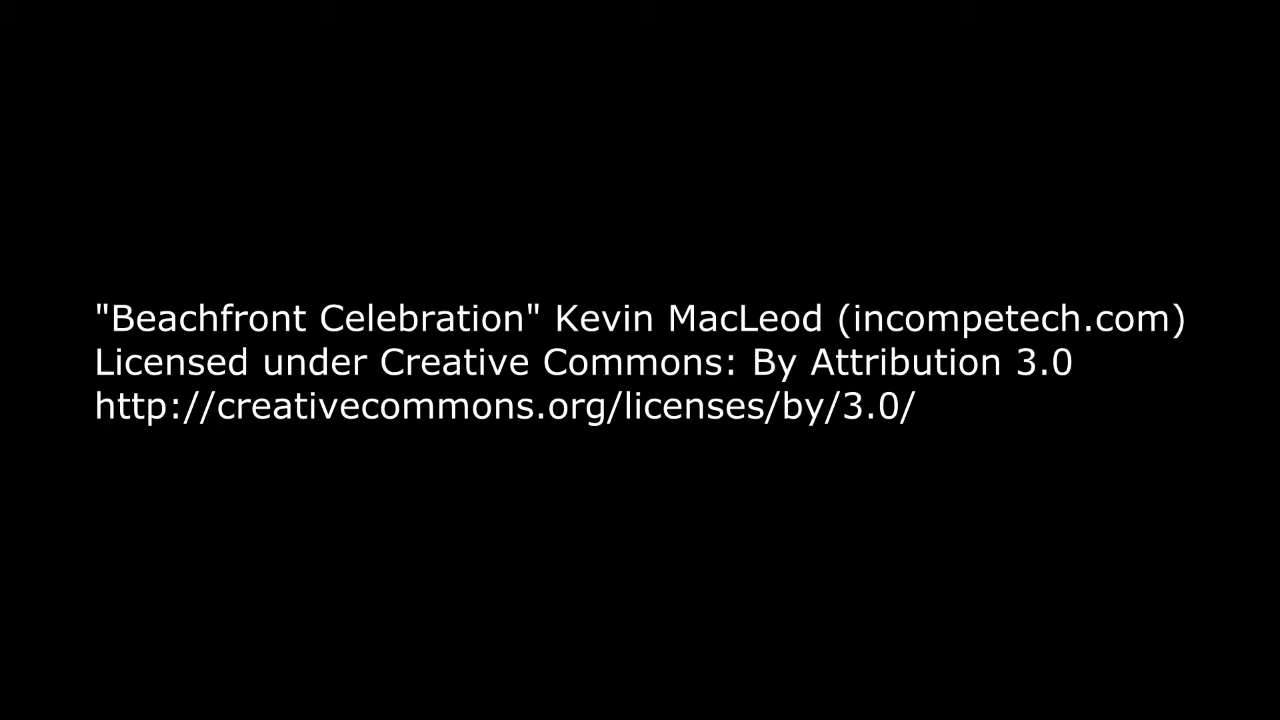 "Beachfront Celebration" Kevin MacLeod (incompetech.com)
Licensed under Creative Commons: By Attribution 3.0
http://creativecommons.org/licenses/by/3.0/